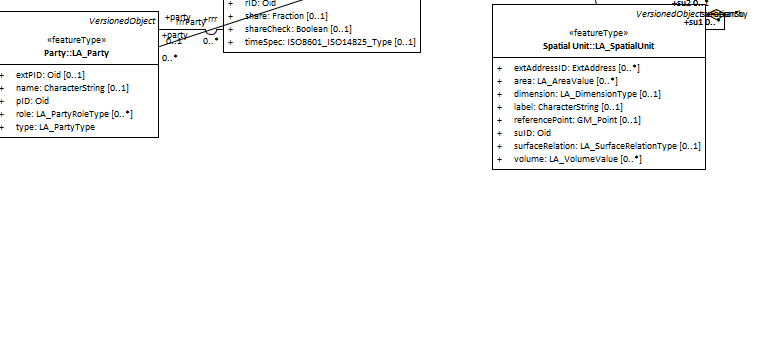 VersionedObject
«featureType»
Party::LA_Party
+ extPID: Oid [0..1]
+ name: CharacterString [0..1]
+ pID: Oid
+ role: LA_PartyRoleType [0..*]
+ type: LA_PartyType
+party
+rrr
+party
0..1
0..*
0..*
+ rID: Oid
+ share: Fraction [0..1]
+ shareCheck: Boolean [0..1]
+ timeSpec: ISO8601_ISO14825_Type [0..1]
+su2 0..*
VersionedObject
+su1 0..*
«featureType»
Spatial Unit::LA_SpatialUnit
+ extAddressID: ExtAddress [0..*]
+ area: LA_AreaValue [0..*]
+ dimension: LA_DimensionType [0..1]
+ label: CharacterString [0..1]
+ referencePoint: GM_Point [0..1]
+ suID: Oid
+ surfaceRelation: LA_SurfaceRelationType [0..1]
+ volume: LA_VolumeValue [0..*]